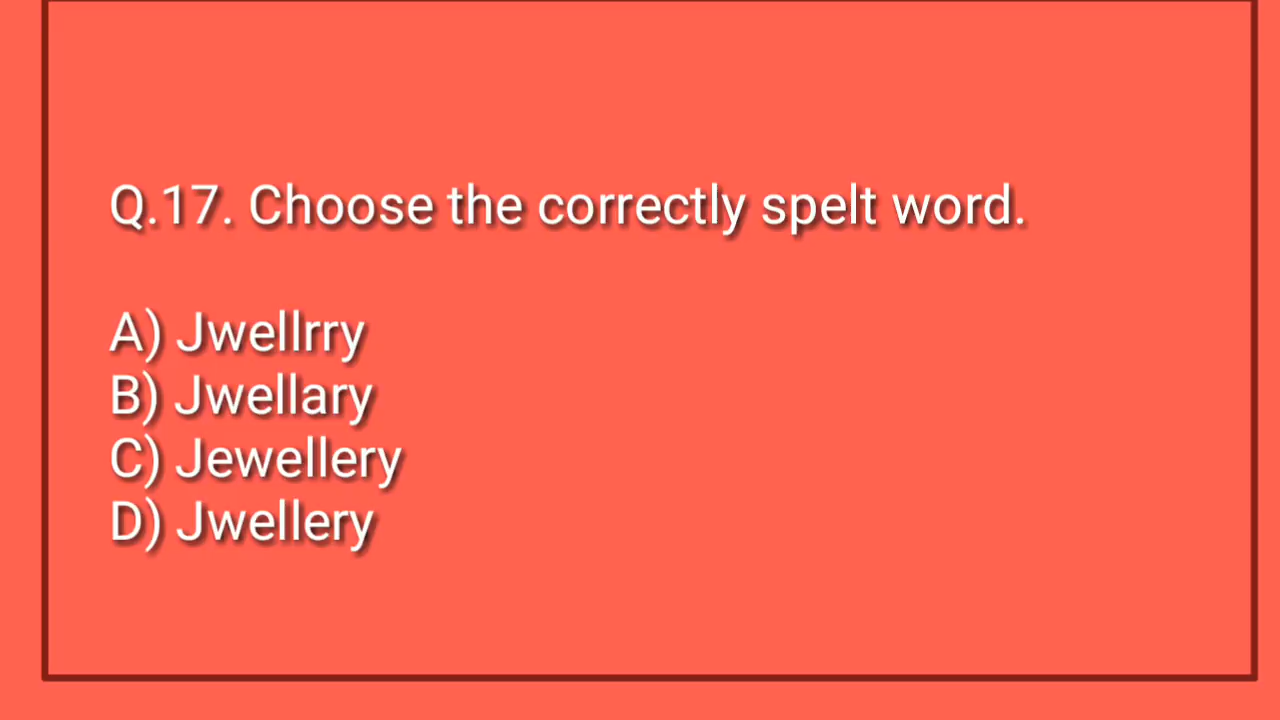 Q.17. Choose the correctly spelt word.
A) Jwellrry
B) Jwellary
C) Jewellery
D) Jwellery